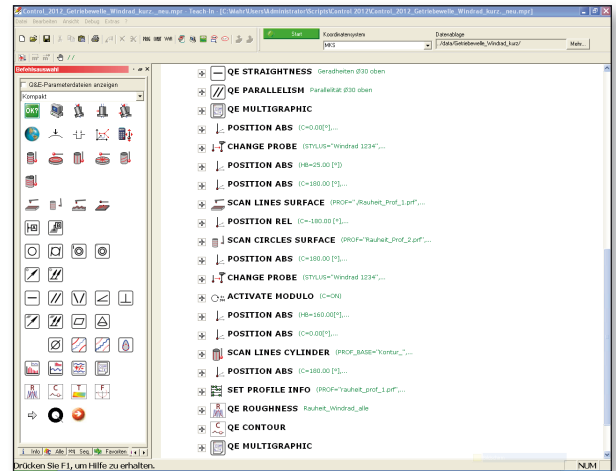 Control_2012_Getriebewelle_Windrad_kurz._neu.mpr - Teach-In - [C:\Mahr\Users\Administrator\Scripts\Control 2012\Control_2012_Getriebewelle_Windrad_kurz._neu.mpr]
Datei Bearbeiten Ansicht Debug Extras ?
Start
Koordinatensystem
MKS
Datenablage
./data/Getriebewelle_Windrad_kurz/
Mehr...
Befehlsauswahl
Q&E-Parameterdateien anzeigen
Kompakt
OK?
QE STRAIGHTNESS Geradheiten Ø30 oben
QE PARALLELISM Parallelität Ø30 oben
QE MULTIGRAPHIC
POSITION ABS (C=0.00[°],...
CHANGE PROBE (STYLUS="Windrad 1234",...
POSITION ABS (HB=25.00 [°])
POSITION ABS (C=180.00 [°],...
SCAN LINES SURFACE (PROF="./Rauheit_Prof_1.prf",...
POSITION REL (C=-180.00 [°],...
SCAN CIRCLES SURFACE (PROF="Rauheit_Prof_2.prf",...
POSITION ABS (C=180.00 [°],...
CHANGE PROBE (STYLUS="Windrad 1234",...
ACTIVATE MODULO (C=ON)
POSITION ABS (HB=160.00[°],...
POSITION ABS (C=0.00[°],...
SCAN LINES CYLINDER (PROF_BASE="Kontur_",...
POSITION ABS (C=180.00 [°],...
SET PROFILE INFO (PROF="rauheit_prof_1.prf",...
QE ROUGHNESS Rauheit_Windrad_alle
QE CONTOUR
QE MULTIGRAPHIC
R C T F
Info Alle Seq. Favoriten
Drücken Sie F1, um Hilfe zu erhalten.
NUM